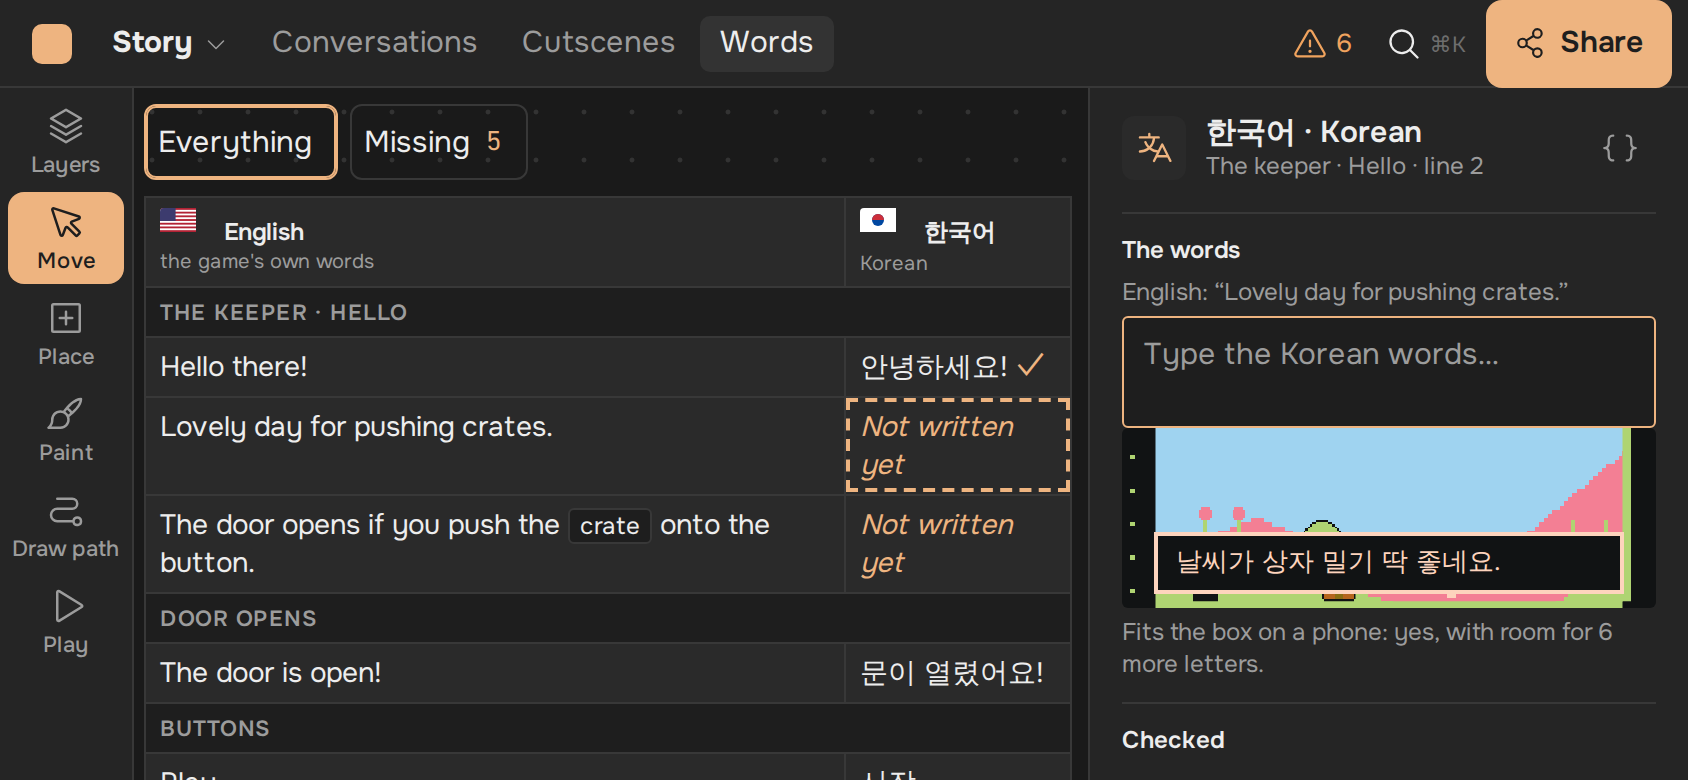 Story
Conversations
Cutscenes
Words
6
⌘K
Share
Layers
Move
Place
Paint
Draw path
Play
Everything
Missing 5
English
the game's own words
한국어
Korean
THE KEEPER · HELLO
Hello there!
안녕하세요!
Lovely day for pushing crates.
Not written
yet
The door opens if you push the crate onto the
button.
Not written
yet
DOOR OPENS
The door is open!
문이 열렸어요!
BUTTONS
Play
시작
한국어 · Korean
The keeper · Hello · line 2
{ }
The words
English: “Lovely day for pushing crates.”
Type the Korean words...
날씨가 상자 밀기 딱 좋네요.
Fits the box on a phone: yes, with room for 6
more letters.
Checked